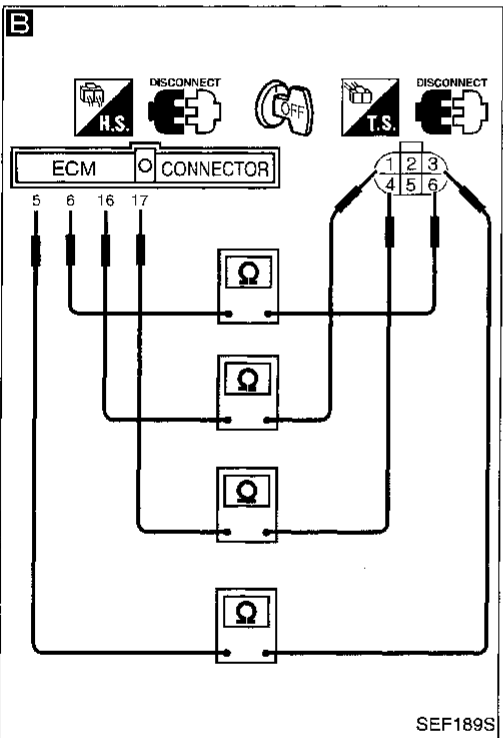 B
DISCONNECT
DISCONNECT
H.S.
OFF
T.S.
ECM
CONNECTOR
1 2 3
4 5 6
5 6 16 17
Ω
Ω
Ω
Ω
SEF189S